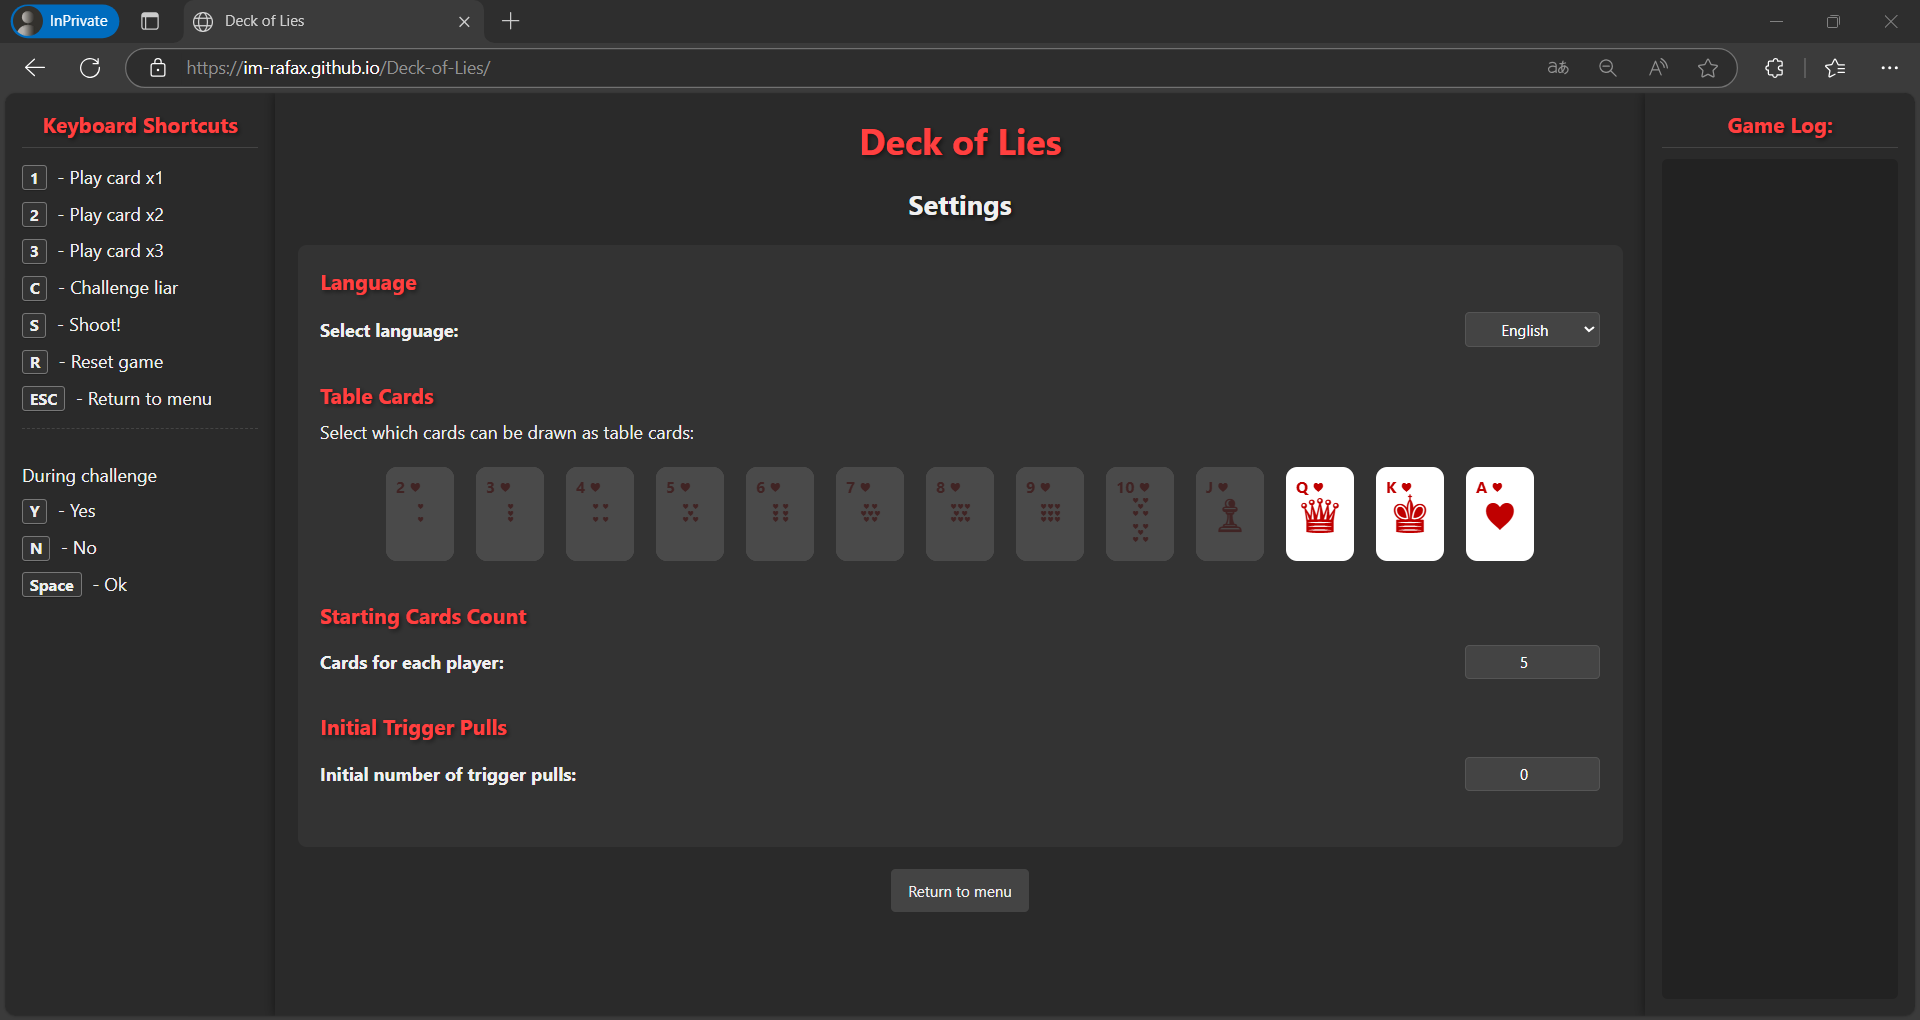 InPrivate
Deck of Lies
https://im-rafax.github.io/Deck-of-Lies/
aあ
Keyboard Shortcuts
1 - Play card x1
2 - Play card x2
3 - Play card x3
C - Challenge liar
S - Shoot!
R - Reset game
ESC - Return to menu
During challenge
Y - Yes
N - No
Space - Ok
Deck of Lies
Settings
Language
Select language:
English
Table Cards
Select which cards can be drawn as table cards:
2♥ 3♥ 4♥ 5♥ 6♥ 7♥ 8♥ 9♥ 10♥ J♥ Q♥ K♥ A♥
Starting Cards Count
Cards for each player:
5
Initial Trigger Pulls
Initial number of trigger pulls:
0
Return to menu
Game Log: